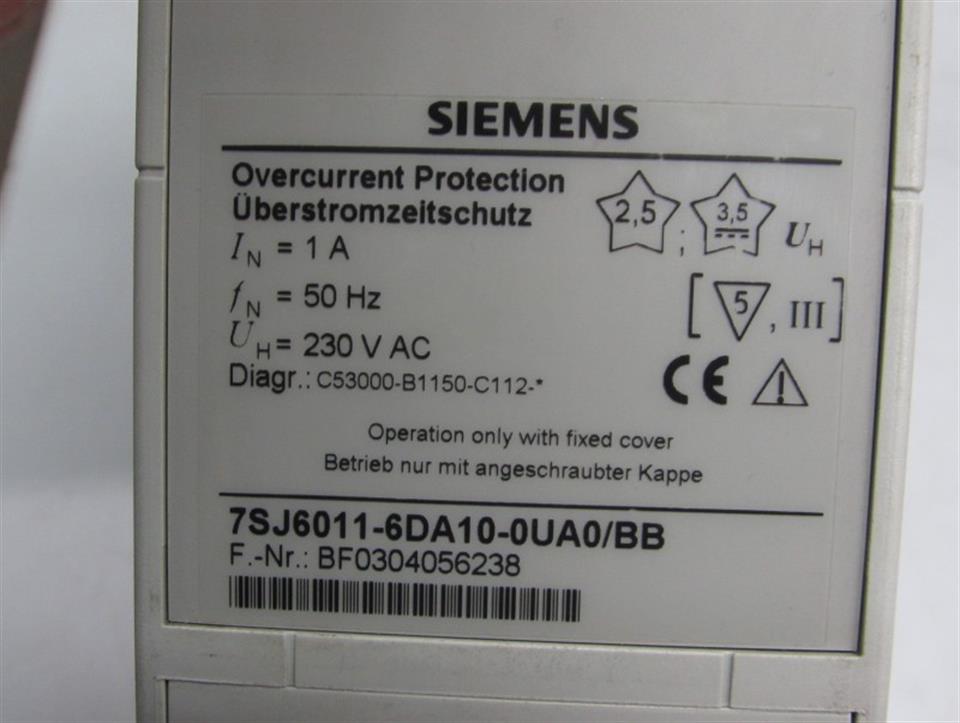 SIEMENS
Overcurrent Protection
Überstromzeitschutz
2,5 ; 3,5 UH
IN = 1 A
fN = 50 Hz
[ 5 , III ]
UH = 230 V AC
Diagr.: C53000-B1150-C112-*
CE !
Operation only with fixed cover
Betrieb nur mit angeschraubter Kappe
7SJ6011-6DA10-0UA0/BB
F.-Nr.: BF0304056238